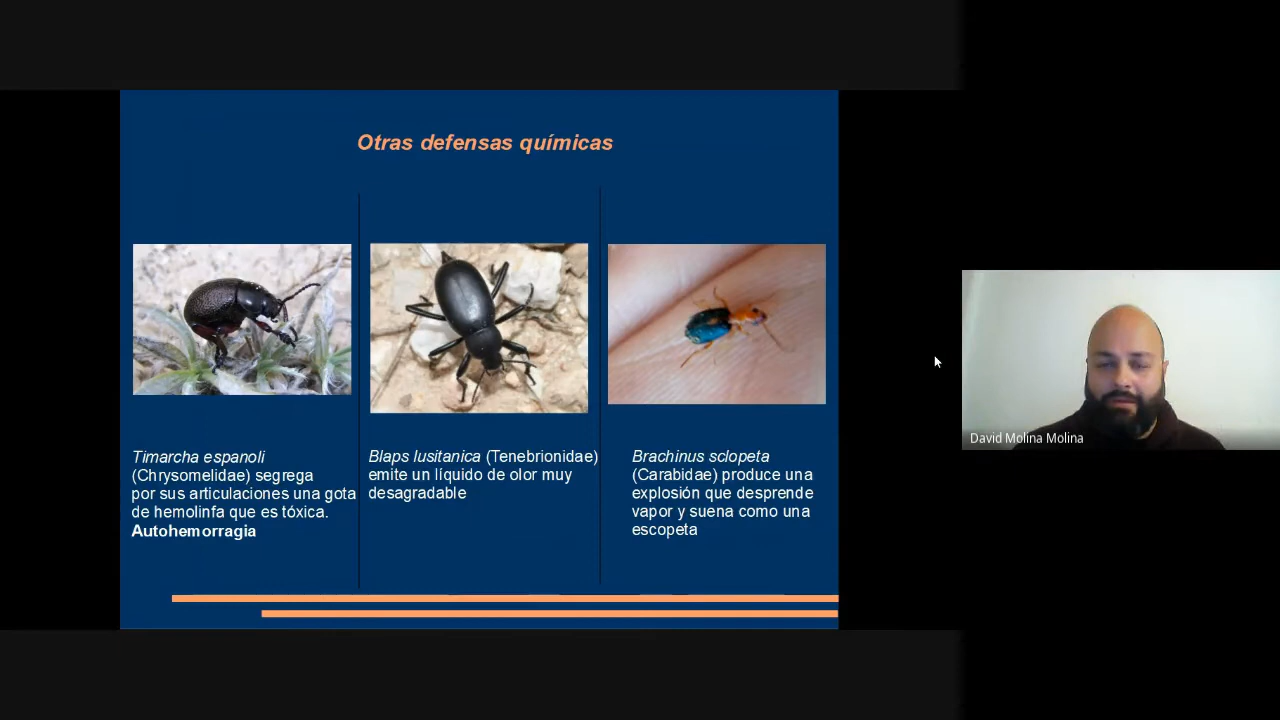 Otras defensas químicas
Timarcha espanoli
(Chrysomelidae) segrega
por sus articulaciones una gota
de hemolinfa que es tóxica.
Autohemorragia
Blaps lusitanica (Tenebrionidae)
emite un líquido de olor muy
desagradable
Brachinus sclopeta
(Carabidae) produce una
explosión que desprende
vapor y suena como una
escopeta
David Molina Molina